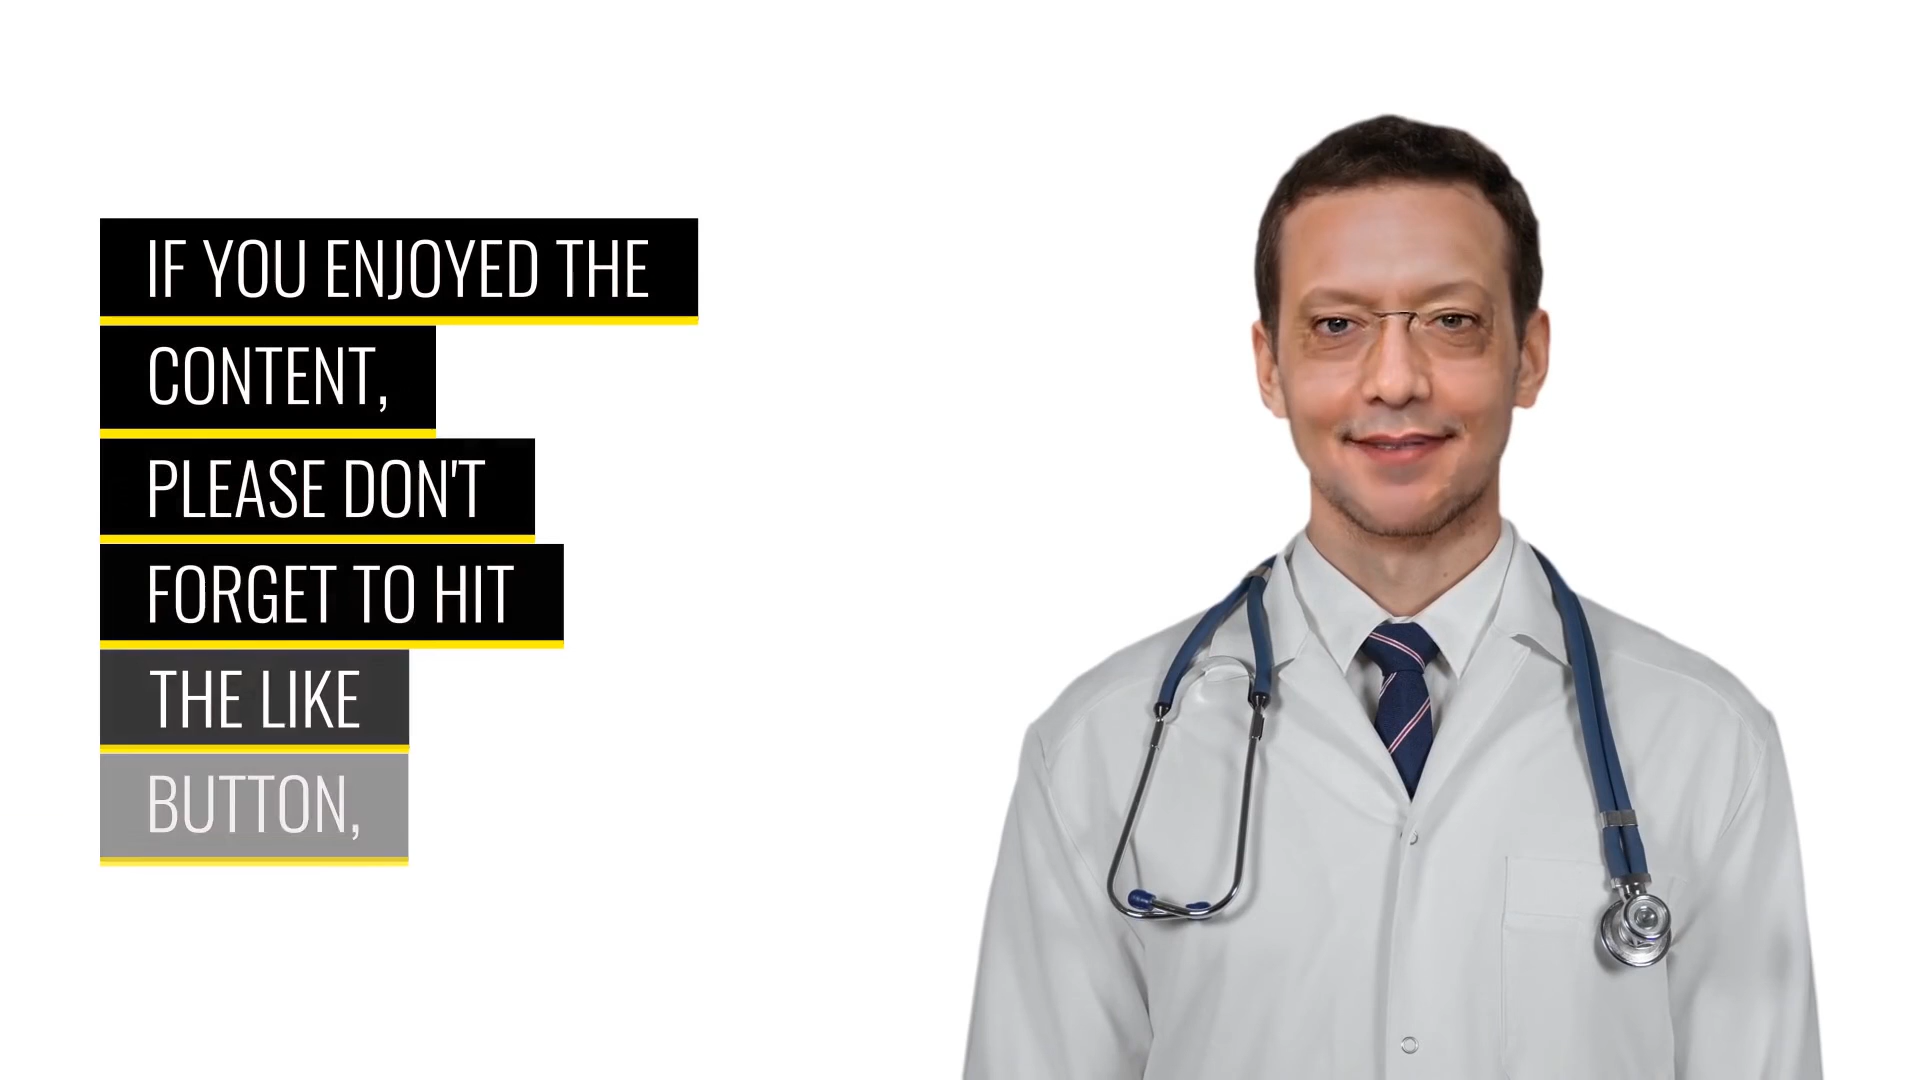 IF YOU ENJOYED THE
CONTENT,
PLEASE DON'T
FORGET TO HIT
THE LIKE
BUTTON,